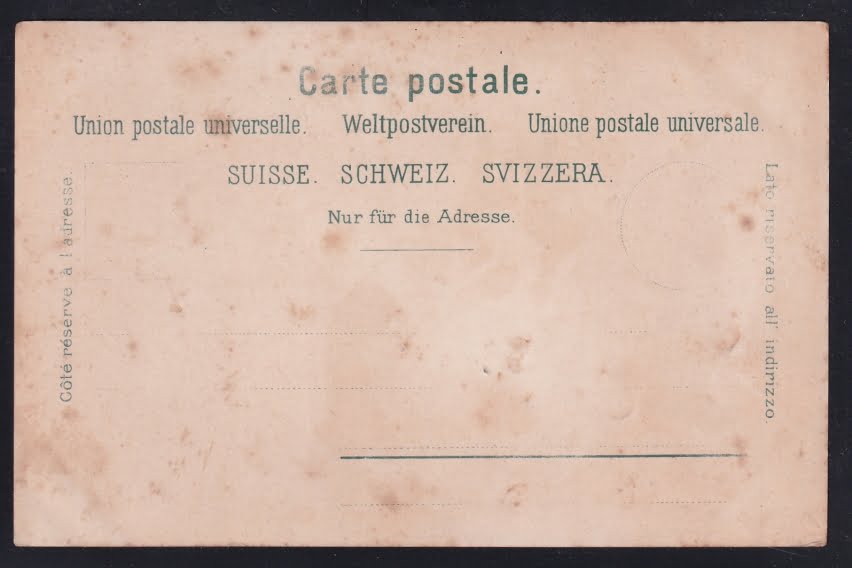 Carte postale.
Union postale universelle. Weltpostverein. Unione postale universale.
SUISSE. SCHWEIZ. SVIZZERA.
Nur für die Adresse.
Côté réservé à l'adresse.
Lato riservato all' indirizzo.